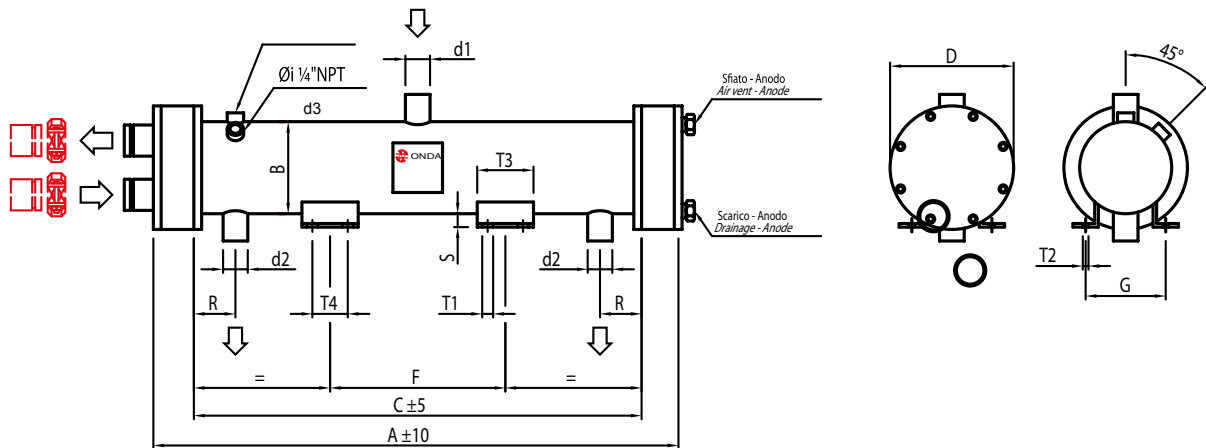 d1
D
45°
Øi ¼"NPT
Sfiato - Anodo
Air vent - Anode
d3
ONDA
B
T3
Scarico - Anodo
Drainage - Anode
d2
S
d2
T2
G
R
T4
T1
R
=
F
=
C ±5
A ±10